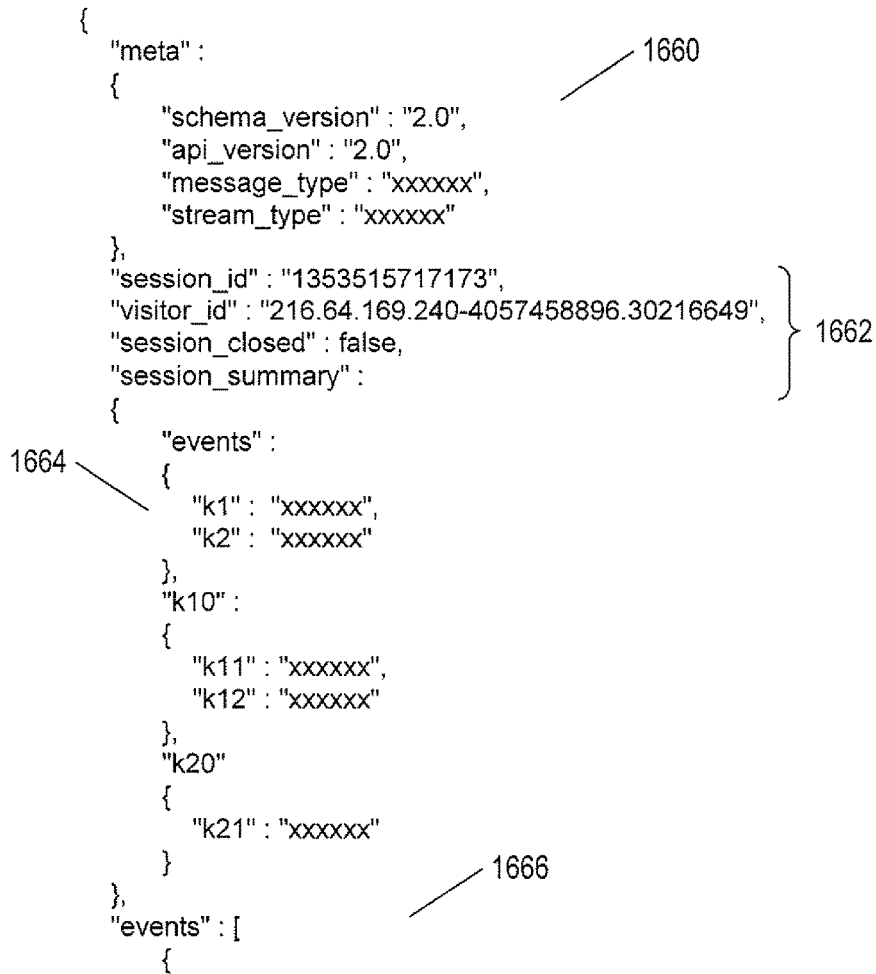 {
"meta" :
1660
{
"schema_version" : "2.0",
"api_version" : "2.0",
"message_type" : "xxxxxx",
"stream_type" : "xxxxxx"
},
"session_id" : "1353515717173",
"visitor_id" : "216.64.169.240-4057458896.30216649",
"session_closed" : false,
1662
"session_summary" :
{
"events" :
1664
{
"k1" : "xxxxxx",
"k2" : "xxxxxx"
},
"k10" :
{
"k11" : "xxxxxx",
"k12" : "xxxxxx"
},
"k20"
{
"k21" : "xxxxxx"
}
1666
},
"events" : [
{